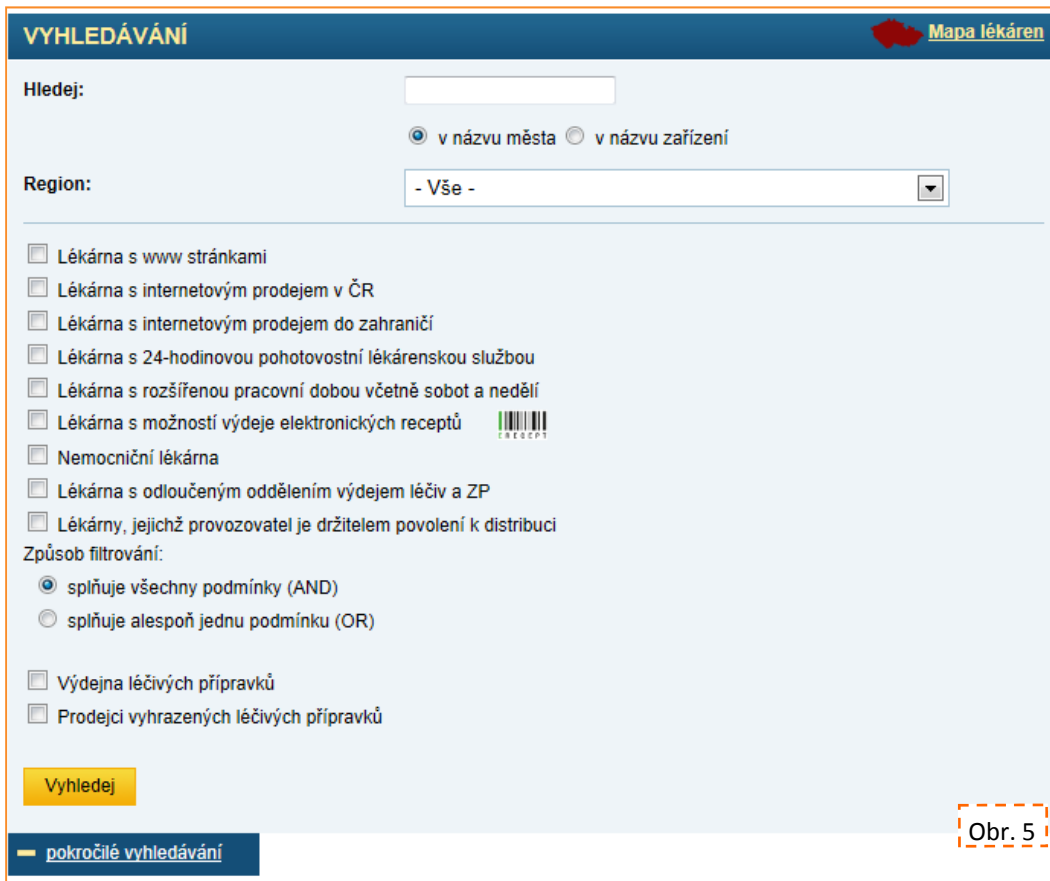 VYHLEDÁVÁNÍ
Mapa lékáren
Hledej:
v názvu města v názvu zařízení
Region:
- Vše -
Lékárna s www stránkami
Lékárna s internetovým prodejem v ČR
Lékárna s internetovým prodejem do zahraničí
Lékárna s 24-hodinovou pohotovostní lékárenskou službou
Lékárna s rozšířenou pracovní dobou včetně sobot a nedělí
Lékárna s možností výdeje elektronických receptů
ERECEPT
Nemocniční lékárna
Lékárna s odloučeným oddělením výdejem léčiv a ZP
Lékárny, jejichž provozovatel je držitelem povolení k distribuci
Způsob filtrování:
splňuje všechny podmínky (AND)
splňuje alespoň jednu podmínku (OR)
Výdejna léčivých přípravků
Prodejci vyhrazených léčivých přípravků
Vyhledej
Obr. 5
pokročilé vyhledávání